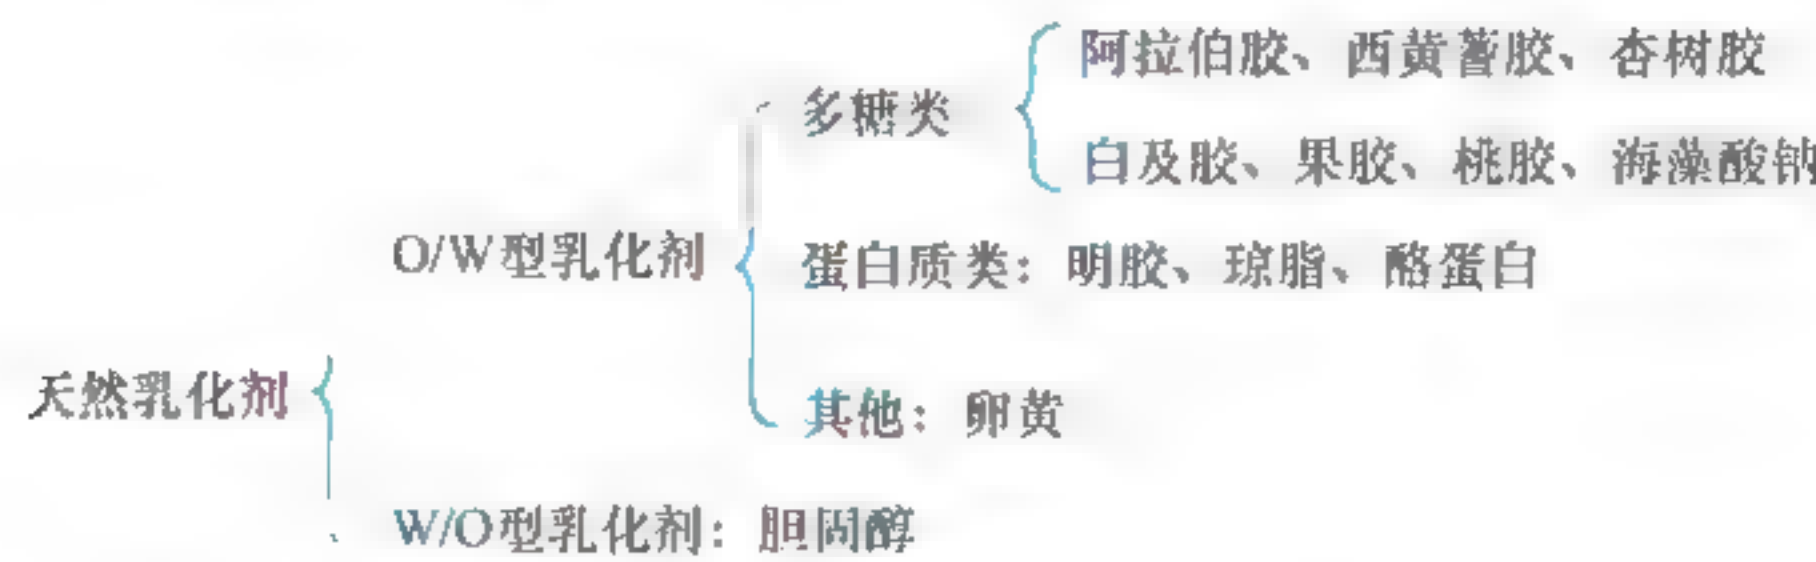 阿拉伯胶、西黄蓍胶、杏树胶
多糖类
白及胶、果胶、桃胶、海藻酸钠
O/W型乳化剂
蛋白质类：明胶、琼脂、酪蛋白
天然乳化剂
其他：卵黄
W/O型乳化剂：胆固醇